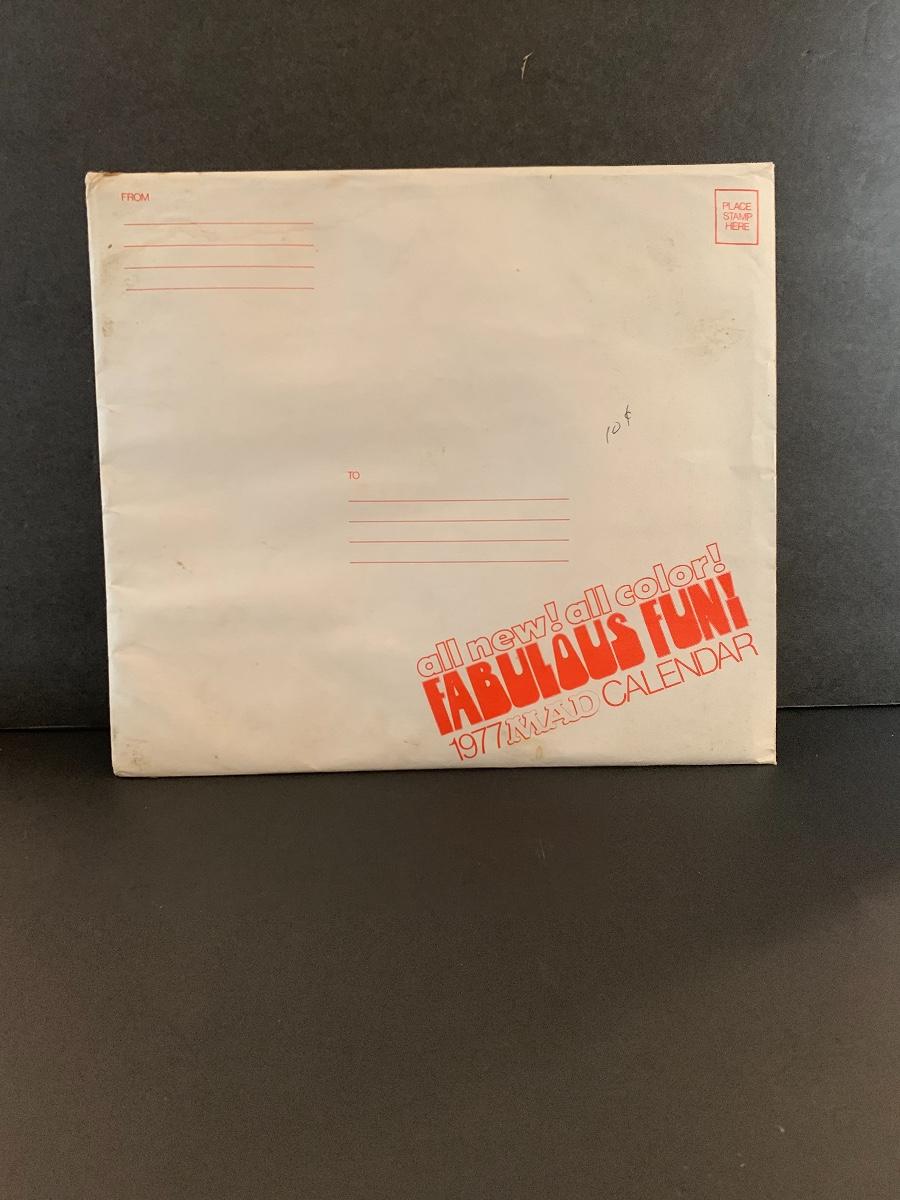 FROM
PLACE
STAMP
HERE
10¢
TO
all new! all color!
FABULOUS FUN!
1977 MAD CALENDAR